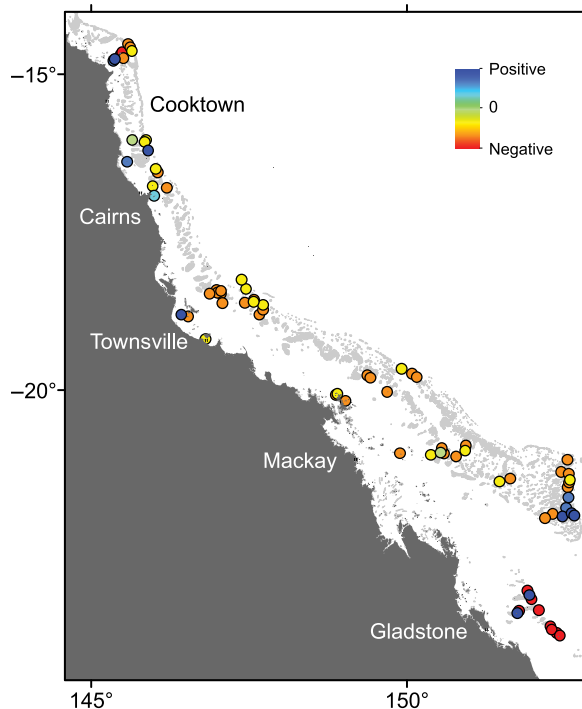 −15°
Positive
0
Negative
Cooktown
Cairns
Townsville
−20°
Mackay
Gladstone
145°
150°